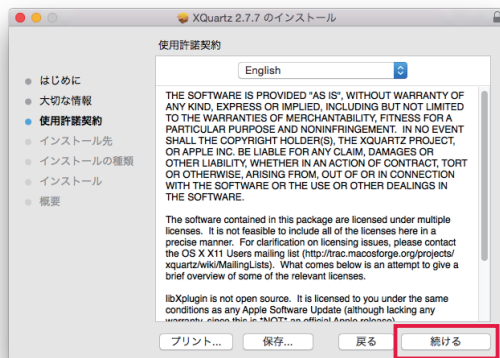 XQuartz 2.7.7 のインストール
使用許諾契約
English
はじめに
大切な情報
使用許諾契約
インストール先
インストールの種類
インストール
概要
THE SOFTWARE IS PROVIDED "AS IS", WITHOUT WARRANTY OF
ANY KIND, EXPRESS OR IMPLIED, INCLUDING BUT NOT LIMITED
TO THE WARRANTIES OF MERCHANTABILITY, FITNESS FOR A
PARTICULAR PURPOSE AND NONINFRINGEMENT. IN NO EVENT
SHALL THE COPYRIGHT HOLDER(S), THE XQUARTZ PROJECT,
OR APPLE INC. BE LIABLE FOR ANY CLAIM, DAMAGES OR
OTHER LIABILITY, WHETHER IN AN ACTION OF CONTRACT, TORT
OR OTHERWISE, ARISING FROM, OUT OF OR IN CONNECTION
WITH THE SOFTWARE OR THE USE OR OTHER DEALINGS IN
THE SOFTWARE.
The software contained in this package are licensed under multiple
licenses. It is not feasible to include all of the licenses here in a
precise manner. For clarification on licensing issues, please contact
the OS X X11 Users mailing list (http://trac.macosforge.org/projects/
xquartz/wiki/MailingLists). What comes below is an attempt to give a
brief overview of some of the relevant licenses.
libXplugin is not open source. It is licensed to you under the same
conditions as any Apple Software Update (although lacking any
warranty, since this is *NOT* an official Apple release)
プリント...
保存...
戻る
続ける